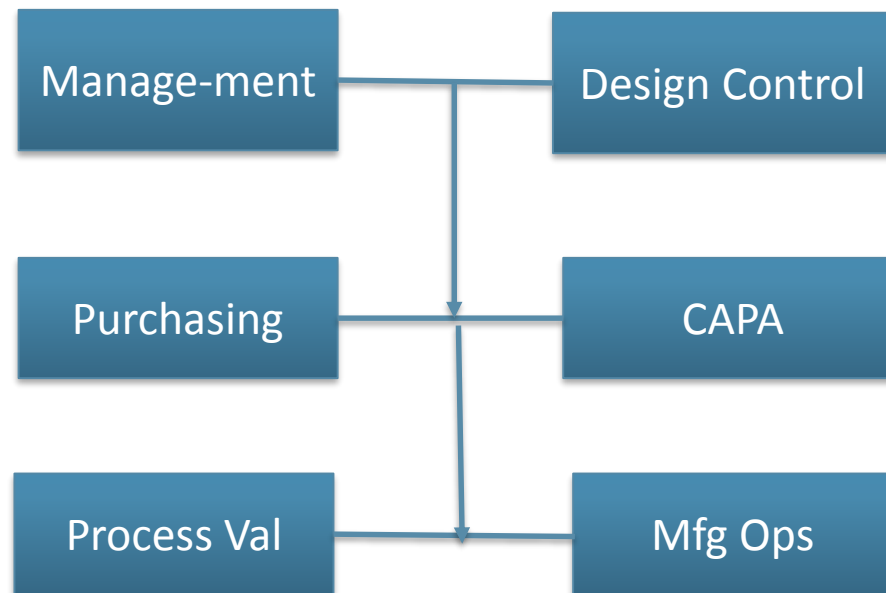 Manage-ment
Design Control
Purchasing
CAPA
Process Val
Mfg Ops